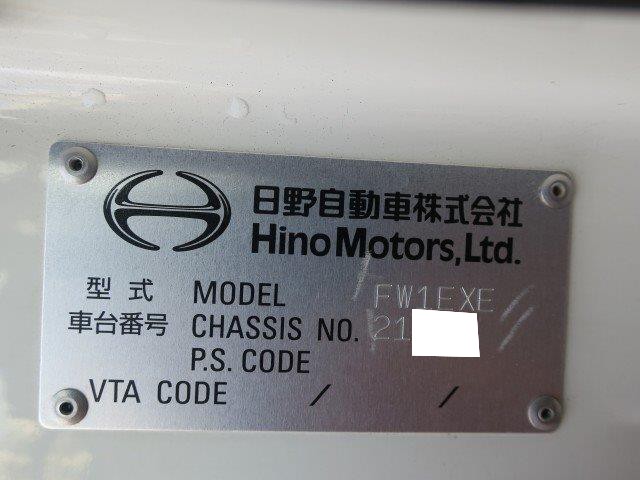 日野自動車株式会社
Hino Motors, Ltd.
型式 MODEL FW1EXE
車台番号 CHASSIS NO. 21
P.S. CODE
VTA CODE / /